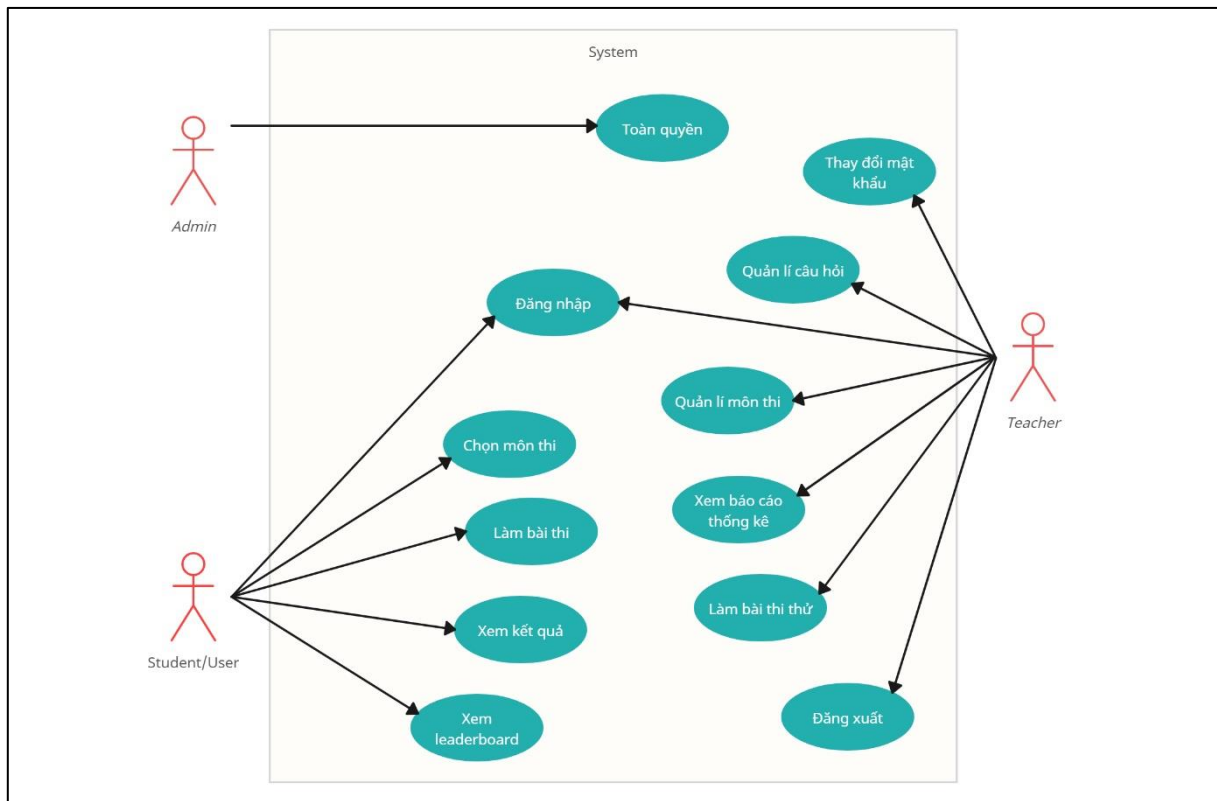 System
Toàn quyền
Admin
Thay đổi mật
khẩu
Quản lí câu hỏi
Đăng nhập
Teacher
Quản lí môn thi
Chọn môn thi
Xem báo cáo
thống kê
Làm bài thi
Làm bài thi thử
Xem kết quả
Student/User
Xem
leaderboard
Đăng xuất